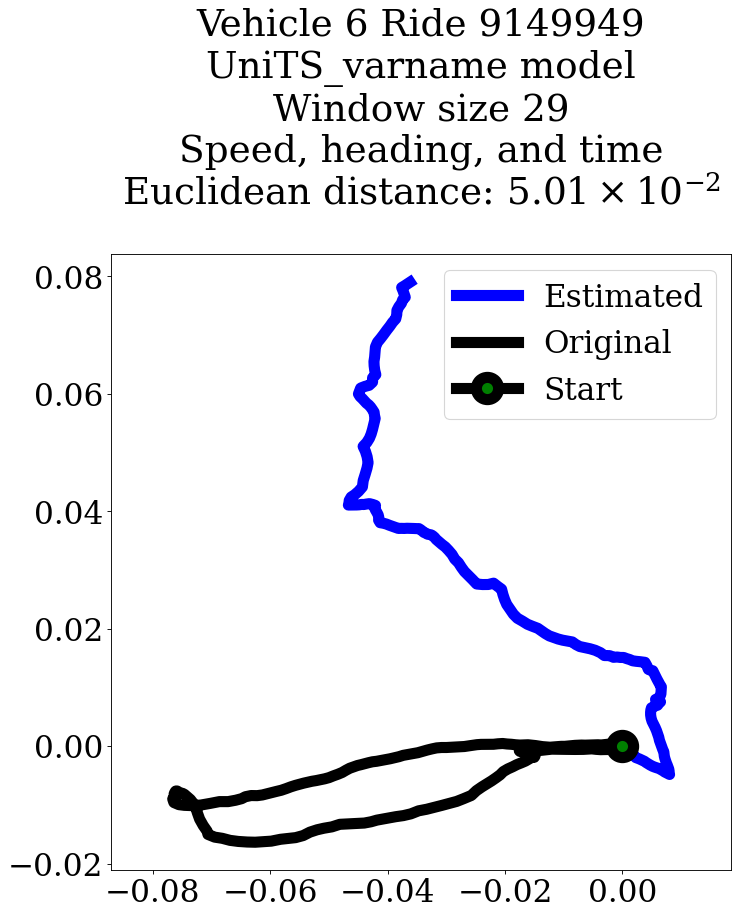 Vehicle 6 Ride 9149949
UniTS_varname model
Window size 29
Speed, heading, and time
Euclidean distance: 5.01 × 10⁻²
Estimated
Original
Start
0.08
0.06
0.04
0.02
0.00
−0.02
−0.08
−0.06
−0.04
−0.02
0.00